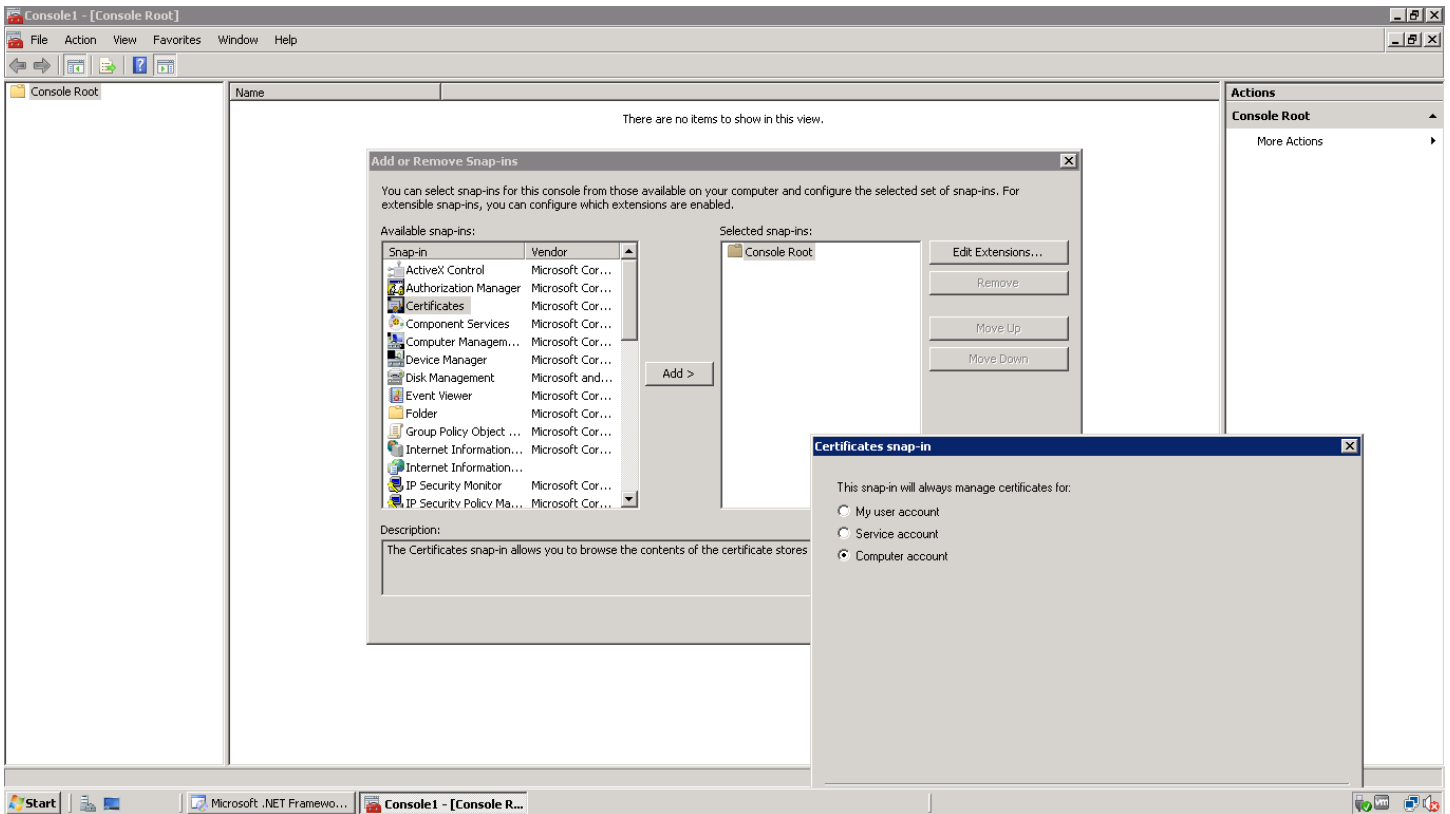 Console1 - [Console Root]
File Action View Favorites Window Help
Console Root
Name
There are no items to show in this view.
Actions
Console Root
More Actions
Add or Remove Snap-ins
You can select snap-ins for this console from those available on your computer and configure the selected set of snap-ins. For
extensible snap-ins, you can configure which extensions are enabled.
Available snap-ins:
Snap-in Vendor
ActiveX Control Microsoft Cor...
Authorization Manager Microsoft Cor...
Certificates Microsoft Cor...
Component Services Microsoft Cor...
Computer Managem... Microsoft Cor...
Device Manager Microsoft Cor...
Disk Management Microsoft and...
Event Viewer Microsoft Cor...
Folder Microsoft Cor...
Group Policy Object ... Microsoft Cor...
Internet Information... Microsoft Cor...
Internet Information...
IP Security Monitor Microsoft Cor...
IP Security Policy Ma... Microsoft Cor...
Add >
Selected snap-ins:
Console Root
Edit Extensions...
Remove
Move Up
Move Down
Description:
The Certificates snap-in allows you to browse the contents of the certificate stores
Certificates snap-in
This snap-in will always manage certificates for:
My user account
Service account
Computer account
Start
Microsoft .NET Framewo...
Console1 - [Console R...